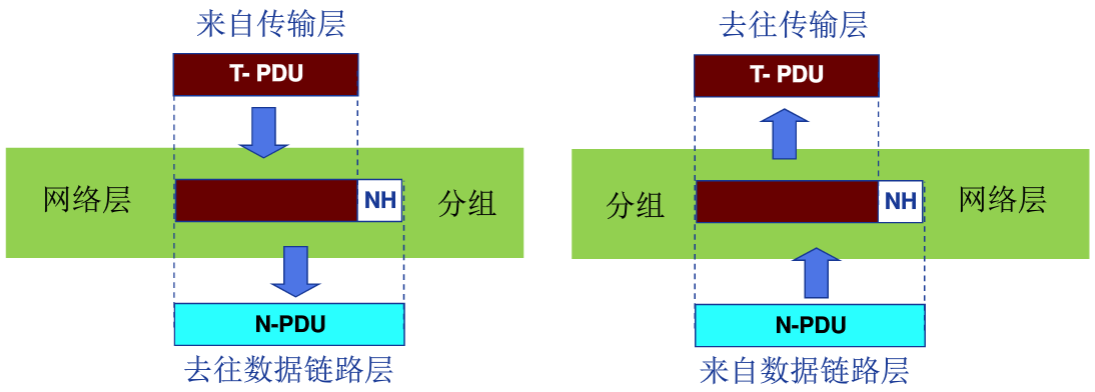 来自传输层
T- PDU
网络层
NH
分组
N-PDU
去往数据链路层
去往传输层
T- PDU
分组
NH
网络层
N-PDU
来自数据链路层